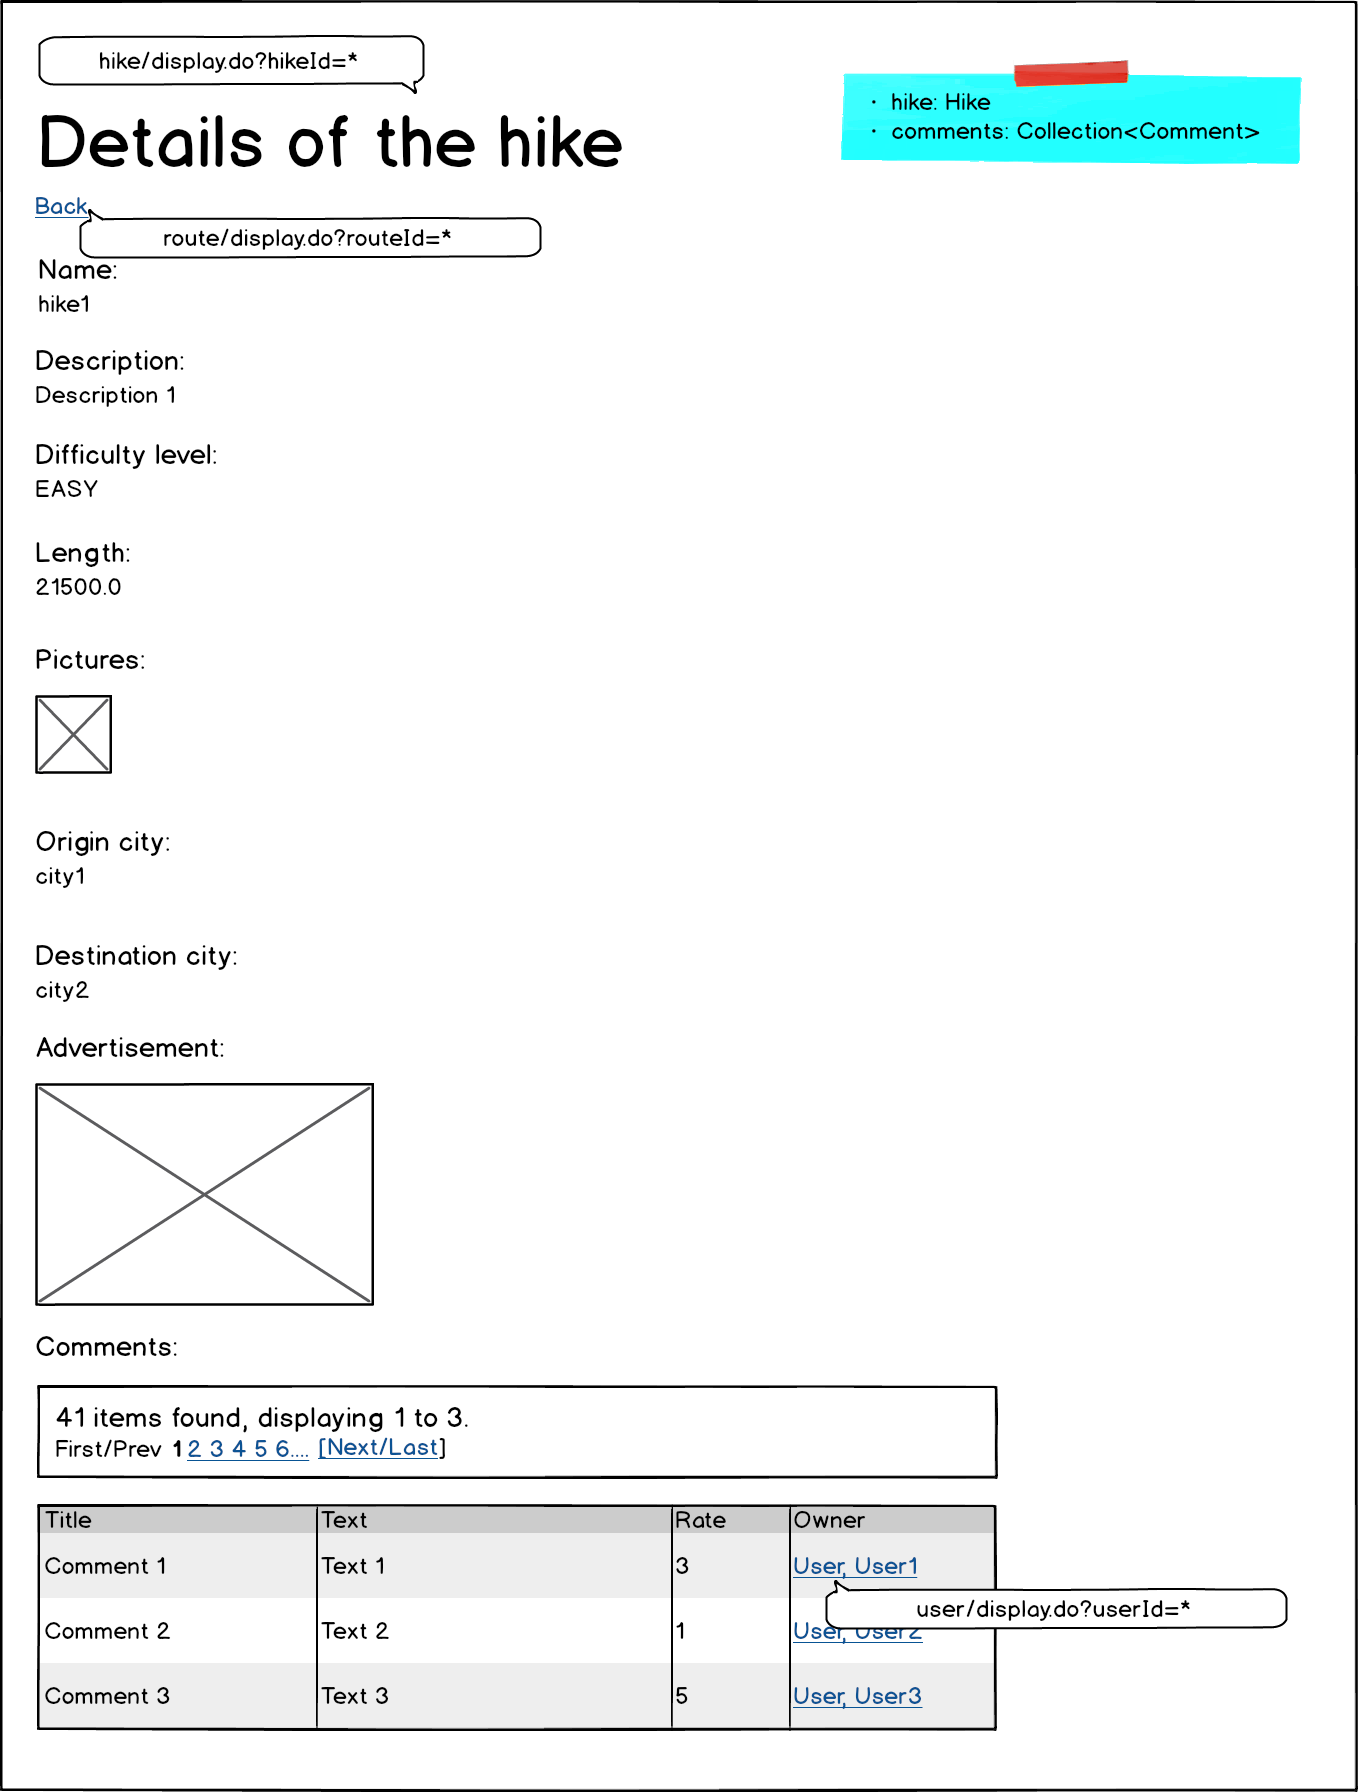 hike/display.do?hikeId=*
Details of the hike
· hike: Hike
· comments: Collection<Comment>
Back
route/display.do?routeId=*
Name:
hike1
Description:
Description 1
Difficulty level:
EASY
Length:
21500.0
Pictures:
Origin city:
city1
Destination city:
city2
Advertisement:
Comments:
41 items found, displaying 1 to 3.
First/Prev 1 2 3 4 5 6.... [Next/Last]
Title Text Rate Owner
Comment 1 Text 1 3 User, User1
user/display.do?userId=*
Comment 2 Text 2 1 User, User2
Comment 3 Text 3 5 User, User3